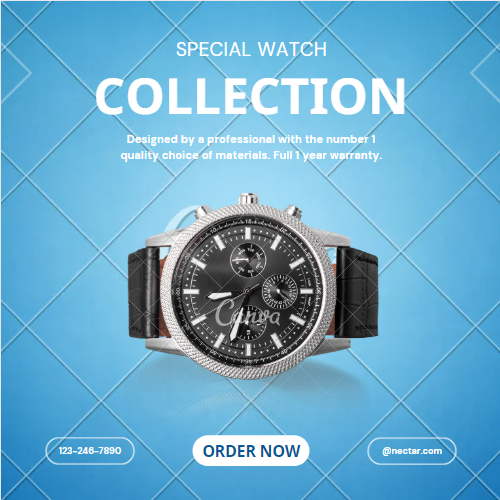 SPECIAL WATCH
COLLECTION
Designed by a professional with the number 1
quality choice of materials. Full 1 year warranty.
Canva
123-246-7890
ORDER NOW
@nectar.com